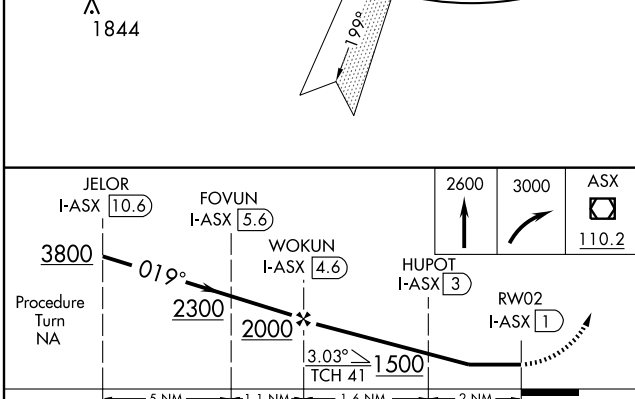 1844
199°
JELOR
I-ASX 10.6
FOVUN
I-ASX 5.6
WOKUN
I-ASX 4.6
HUPOT
I-ASX 3
RW02
I-ASX 1
2600
3000
ASX
110.2
3800
019°
2300
2000
1500
3.03°
TCH 41
Procedure
Turn
NA
5 NM
1.1 NM
1.6 NM
2 NM